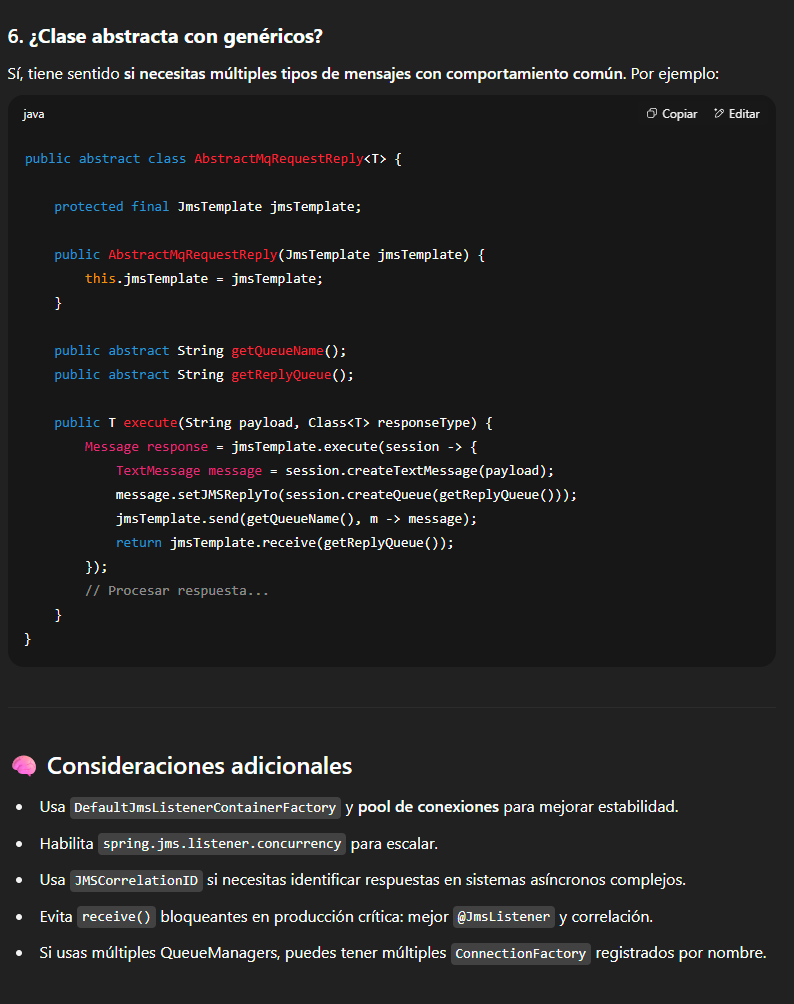 6. ¿Clase abstracta con genéricos?
Sí, tiene sentido si necesitas múltiples tipos de mensajes con comportamiento común. Por ejemplo:
java
Copiar
Editar
public abstract class AbstractMqRequestReply<T> {
protected final JmsTemplate jmsTemplate;
public AbstractMqRequestReply(JmsTemplate jmsTemplate) {
this.jmsTemplate = jmsTemplate;
}
public abstract String getQueueName();
public abstract String getReplyQueue();
public T execute(String payload, Class<T> responseType) {
Message response = jmsTemplate.execute(session -> {
TextMessage message = session.createTextMessage(payload);
message.setJMSReplyTo(session.createQueue(getReplyQueue()));
jmsTemplate.send(getQueueName(), m -> message);
return jmsTemplate.receive(getReplyQueue());
});
// Procesar respuesta...
}
}
🧠 Consideraciones adicionales
• Usa DefaultJmsListenerContainerFactory y pool de conexiones para mejorar estabilidad.
• Habilita spring.jms.listener.concurrency para escalar.
• Usa JMSCorrelationID si necesitas identificar respuestas en sistemas asíncronos complejos.
• Evita receive() bloqueantes en producción crítica: mejor @JmsListener y correlación.
• Si usas múltiples QueueManagers, puedes tener múltiples ConnectionFactory registrados por nombre.